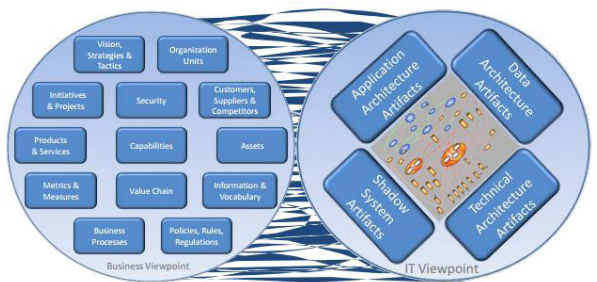 Vision,
Strategies &
Tactics
Organization
Units
Initiatives
& Projects
Security
Customers,
Suppliers &
Competitors
Products
& Services
Capabilities
Assets
Metrics &
Measures
Value Chain
Information &
Vocabulary
Business
Processes
Policies, Rules,
Regulations
Business Viewpoint
Application
Architecture
Artifacts
Data
Architecture
Artifacts
Shadow
System
Artifacts
Technical
Architecture
Artifacts
IT Viewpoint